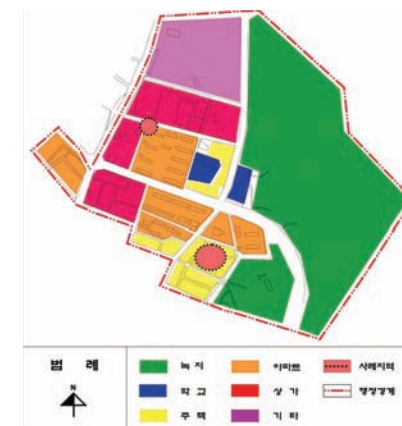 범 례
N
녹 지
아파트
사례지역
학 교
상 가
행정경계
주 택
기 타